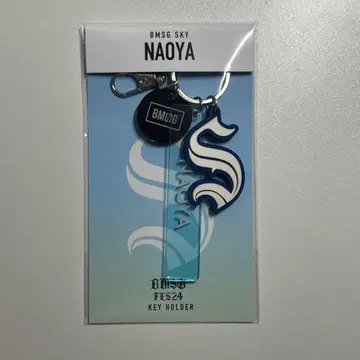 BMSG SKY
NAOYA
BMSG
S
NAOYA
BMSG
FES24
KEY HOLDER